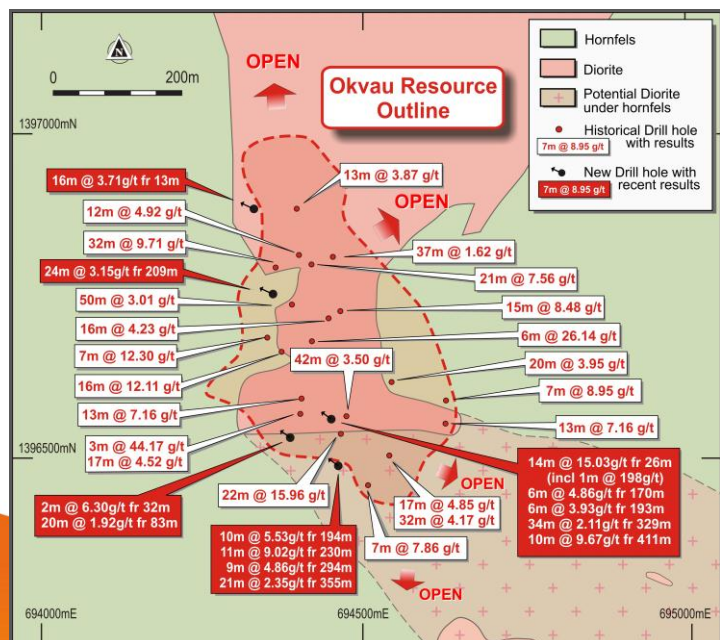 N
0 200m
OPEN
Okvau Resource
Outline
Hornfels
Diorite
Potential Diorite
under hornfels
Historical Drill hole
with results
7m @ 8.95 g/t
New Drill hole with
recent results
7m @ 8.95 g/t
1397000mN
16m @ 3.71g/t fr 13m
13m @ 3.87 g/t
OPEN
12m @ 4.92 g/t
32m @ 9.71 g/t
37m @ 1.62 g/t
24m @ 3.15g/t fr 209m
21m @ 7.56 g/t
50m @ 3.01 g/t
15m @ 8.48 g/t
16m @ 4.23 g/t
6m @ 26.14 g/t
7m @ 12.30 g/t
42m @ 3.50 g/t
20m @ 3.95 g/t
16m @ 12.11 g/t
7m @ 8.95 g/t
13m @ 7.16 g/t
13m @ 7.16 g/t
3m @ 44.17 g/t
17m @ 4.52 g/t
1396500mN
14m @ 15.03g/t fr 26m
(incl 1m @ 198g/t)
6m @ 4.86g/t fr 170m
6m @ 3.93g/t fr 193m
34m @ 2.11g/t fr 329m
10m @ 9.67g/t fr 411m
OPEN
2m @ 6.30g/t fr 32m
20m @ 1.92g/t fr 83m
22m @ 15.96 g/t
17m @ 4.85 g/t
32m @ 4.17 g/t
10m @ 5.53g/t fr 194m
11m @ 9.02g/t fr 230m
9m @ 4.86g/t fr 294m
21m @ 2.35g/t fr 355m
7m @ 7.86 g/t
OPEN
694000mE
694500mE
695000mE